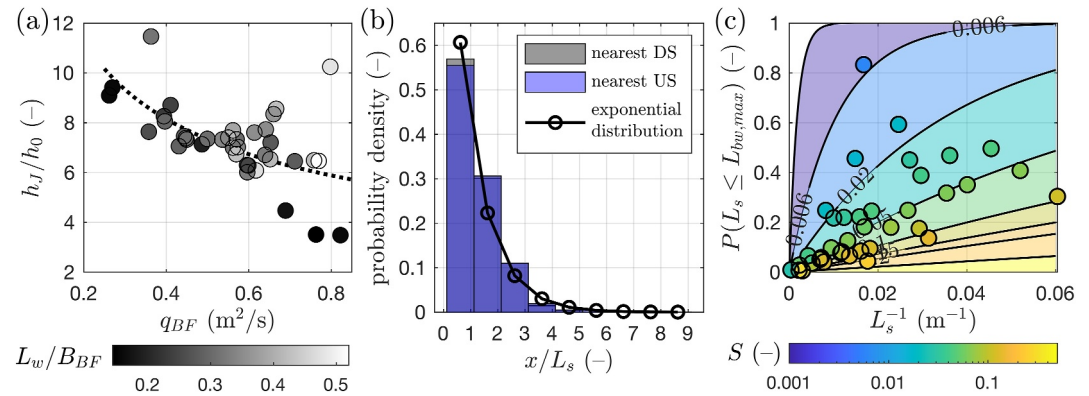 (a)
12
10
8
6
4
2
h_J/h_0 (−)
0.2 0.4 0.6 0.8
q_BF (m²/s)
L_w/B_BF
0.2 0.3 0.4 0.5
(b)
0.6
0.5
0.4
0.3
0.2
0.1
0
probability density (−)
nearest DS
nearest US
exponential
distribution
0 1 2 3 4 5 6 7 8 9
x/L_s (−)
(c)
1
0.8
0.6
0.4
0.2
0
P(L_s ≤ L_bw,max) (−)
0.006
0.006
0.02
0 0.02 0.04 0.06
L_s⁻¹ (m⁻¹)
S (−)
0.001 0.01 0.1